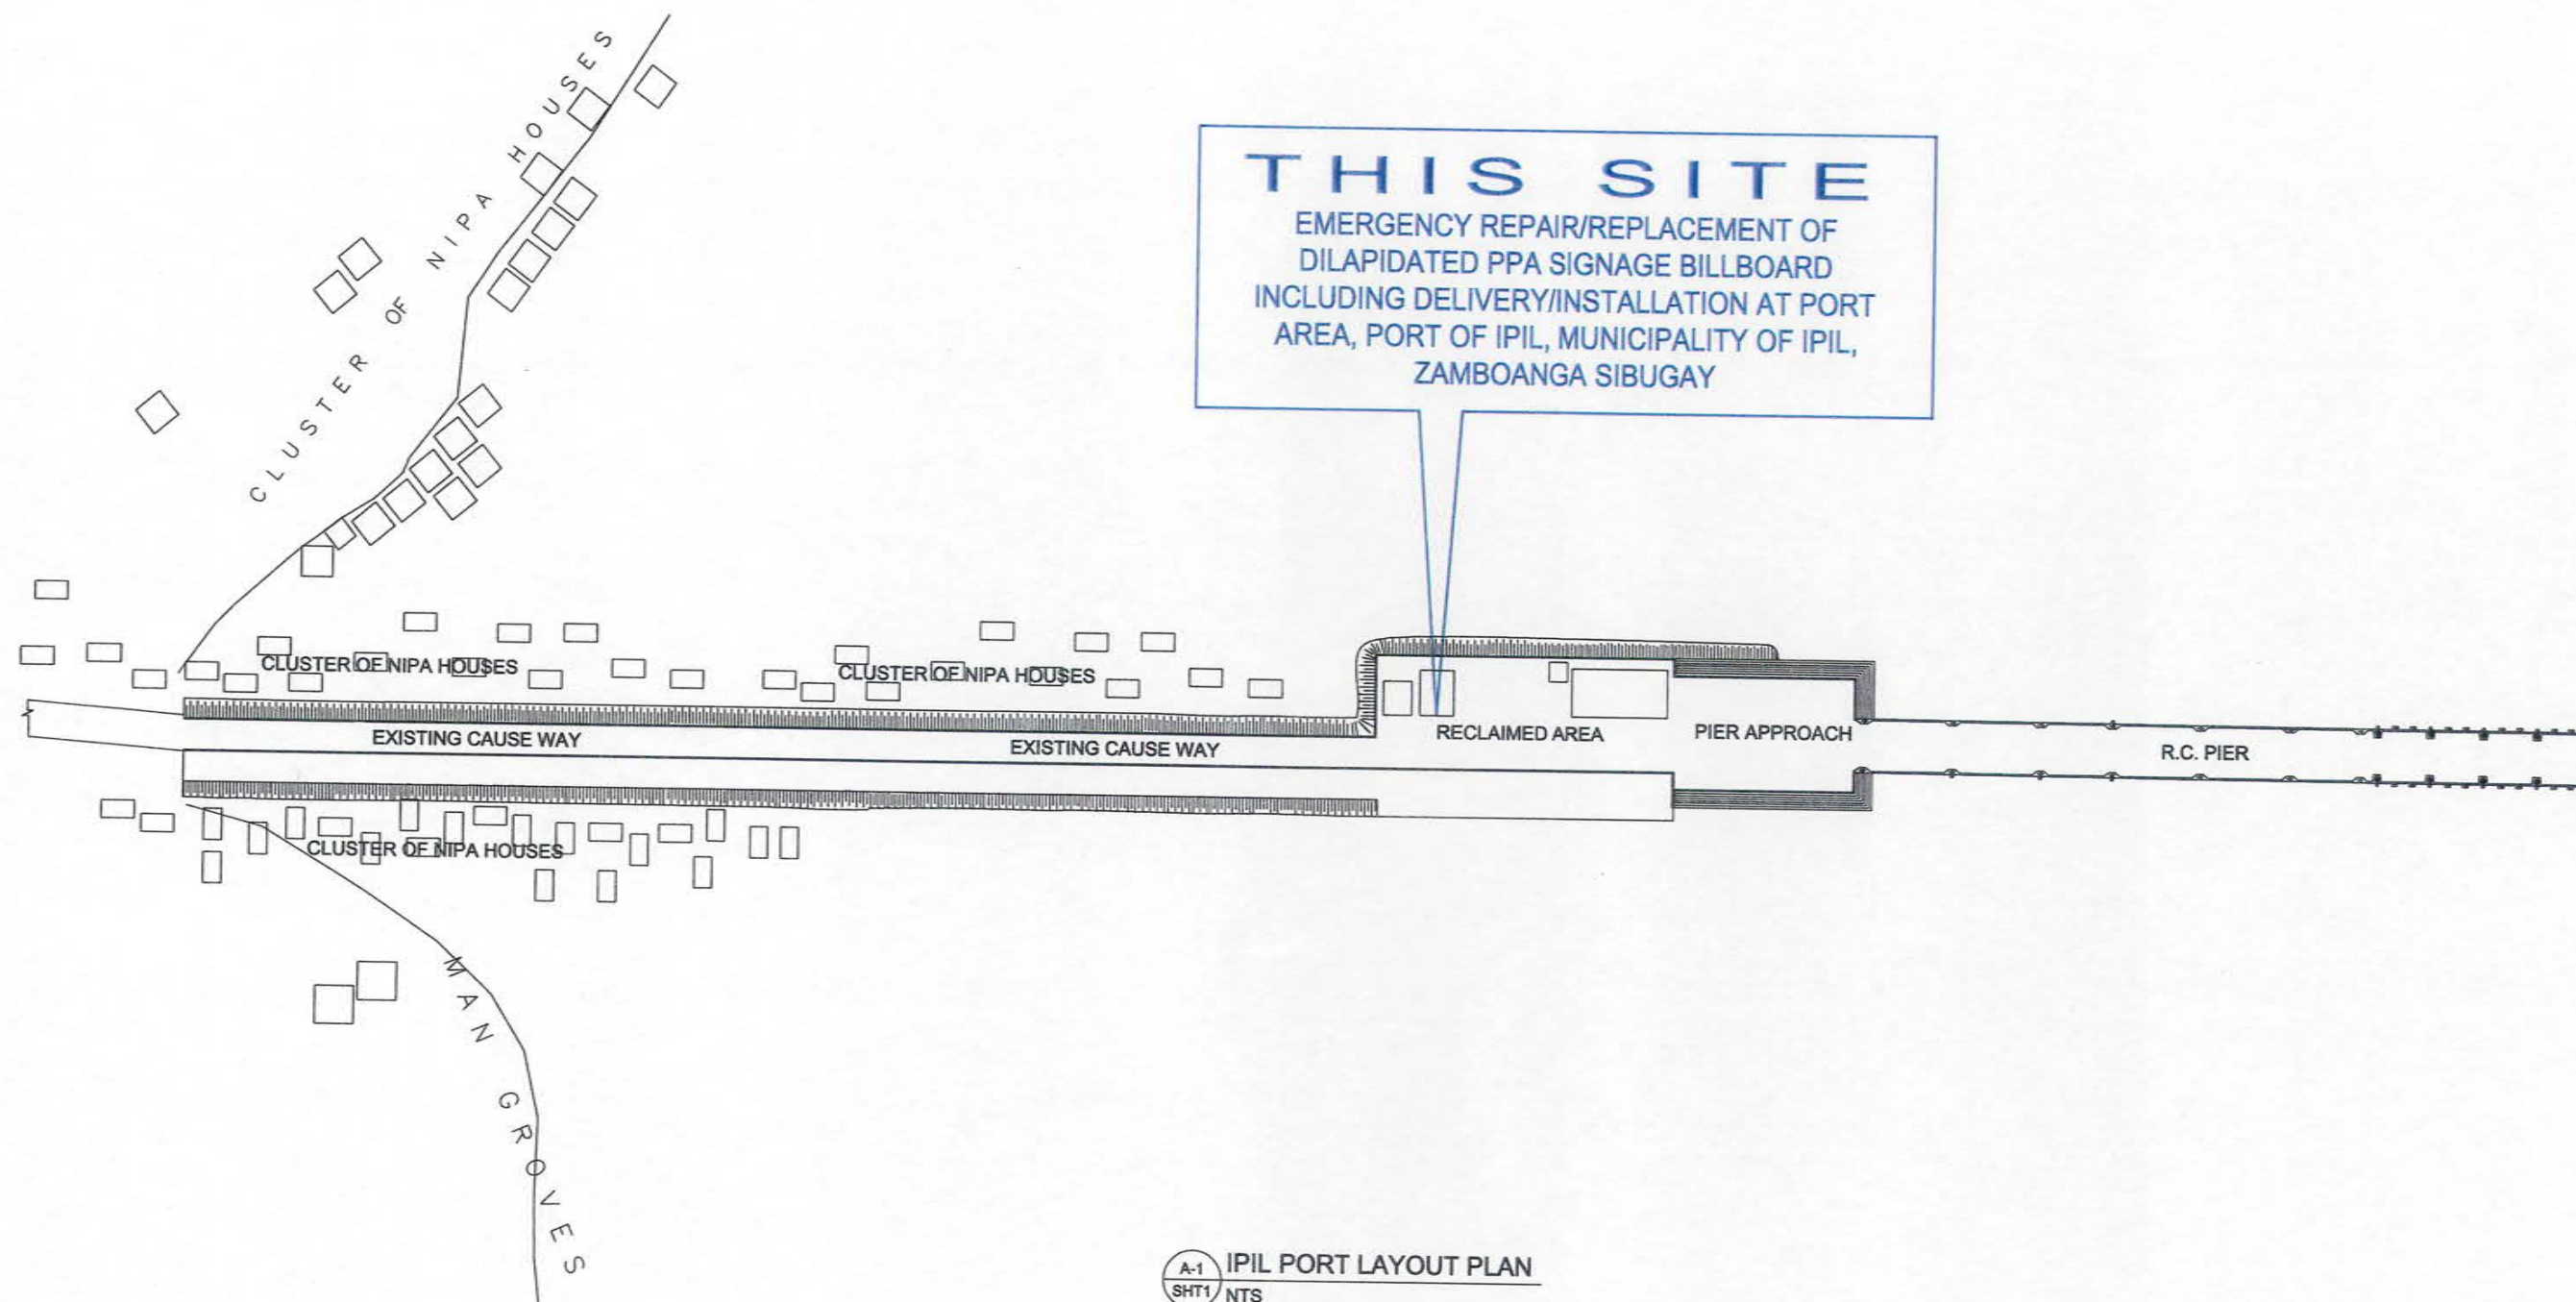 CLUSTER OF NIPA HOUSES
THIS SITE
EMERGENCY REPAIR/REPLACEMENT OF
DILAPIDATED PPA SIGNAGE BILLBOARD
INCLUDING DELIVERY/INSTALLATION AT PORT
AREA, PORT OF IPIL, MUNICIPALITY OF IPIL,
ZAMBOANGA SIBUGAY
CLUSTER OF NIPA HOUSES
CLUSTER OF NIPA HOUSES
EXISTING CAUSE WAY
EXISTING CAUSE WAY
RECLAIMED AREA
PIER APPROACH
R.C. PIER
CLUSTER OF NIPA HOUSES
MAN GROVES
A-1
SHT1
IPIL PORT LAYOUT PLAN
NTS